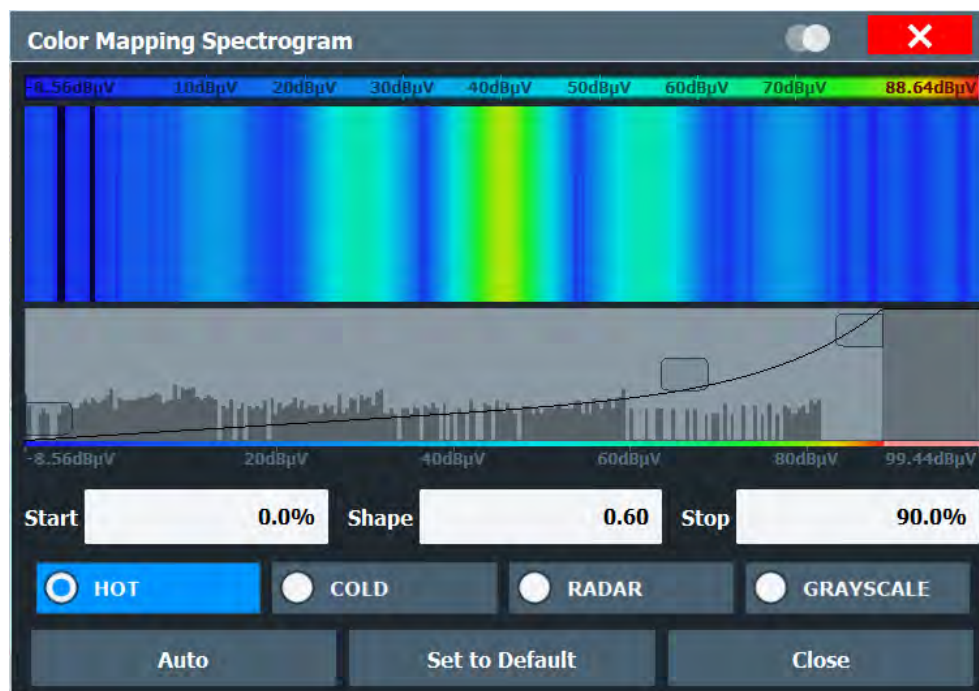 Color Mapping Spectrogram
-8.56dBµV 10dBµV 20dBµV 30dBµV 40dBµV 50dBµV 60dBµV 70dBµV 88.64dBµV
-8.56dBµV 20dBµV 40dBµV 60dBµV 80dBµV 99.44dBµV
Start 0.0% Shape 0.60 Stop 90.0%
HOT COLD RADAR GRAYSCALE
Auto Set to Default Close